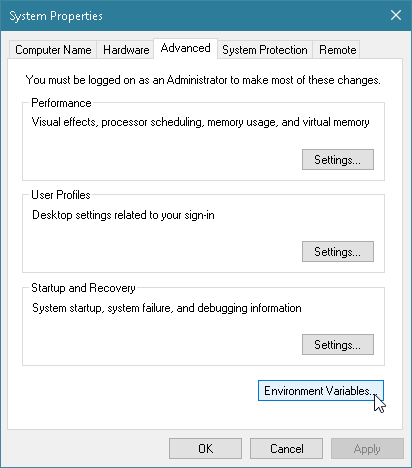 System Properties
Computer Name Hardware Advanced System Protection Remote
You must be logged on as an Administrator to make most of these changes.
Performance
Visual effects, processor scheduling, memory usage, and virtual memory
Settings...
User Profiles
Desktop settings related to your sign-in
Settings...
Startup and Recovery
System startup, system failure, and debugging information
Settings...
Environment Variables...
OK Cancel Apply